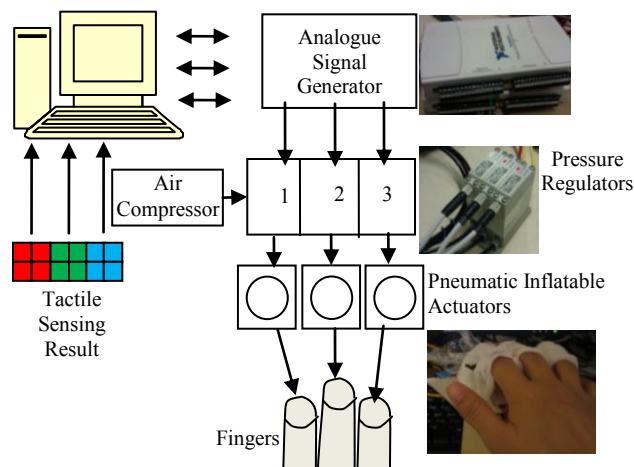 Analogue
Signal
Generator
Air
Compressor
1 2 3
Pressure
Regulators
Pneumatic Inflatable
Actuators
Tactile
Sensing
Result
Fingers